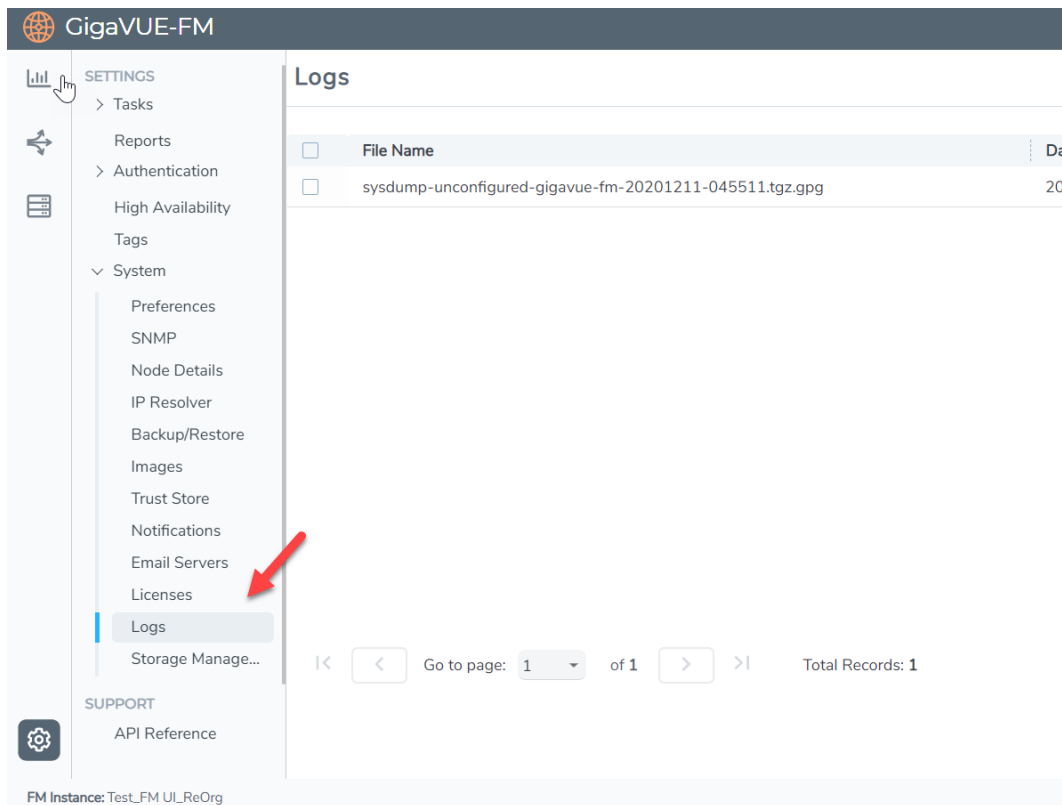 GigaVUE-FM
SETTINGS
Tasks
Reports
Authentication
High Availability
Tags
System
Preferences
SNMP
Node Details
IP Resolver
Backup/Restore
Images
Trust Store
Notifications
Email Servers
Licenses
Logs
Storage Manage...
SUPPORT
API Reference
Logs
File Name Da
sysdump-unconfigured-gigavue-fm-20201211-045511.tgz.gpg 20
Go to page: 1 of 1 Total Records: 1
FM Instance: Test_FM UI_ReOrg